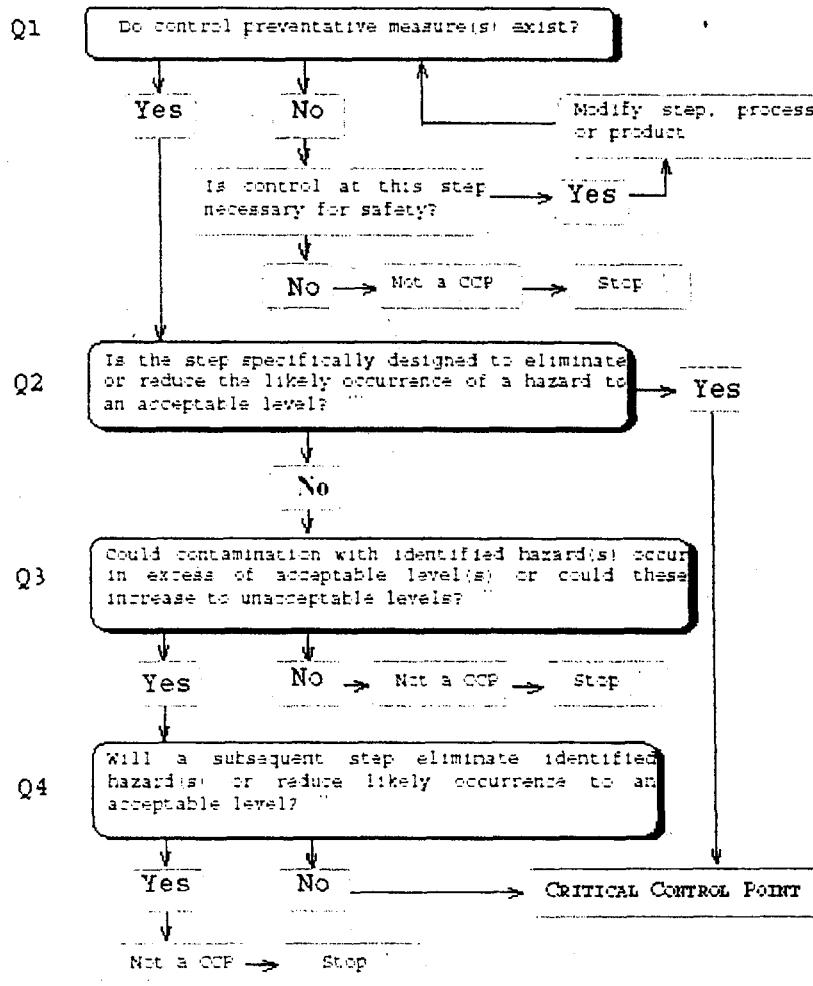 Q1
Do control preventative measure(s) exist?
Yes
No
Modify step, process
or product
Is control at this step
necessary for safety?
Yes
No
Not a CCP
Stop
Q2
Is the step specifically designed to eliminate
or reduce the likely occurrence of a hazard to
an acceptable level?
Yes
No
Q3
Could contamination with identified hazard(s) occur
in excess of acceptable level(s) or could these
increase to unacceptable levels?
Yes
No
Not a CCP
Stop
Q4
Will a subsequent step eliminate identified
hazard(s) or reduce likely occurrence to an
acceptable level?
Yes
No
CRITICAL CONTROL POINT
Not a CCP
Stop